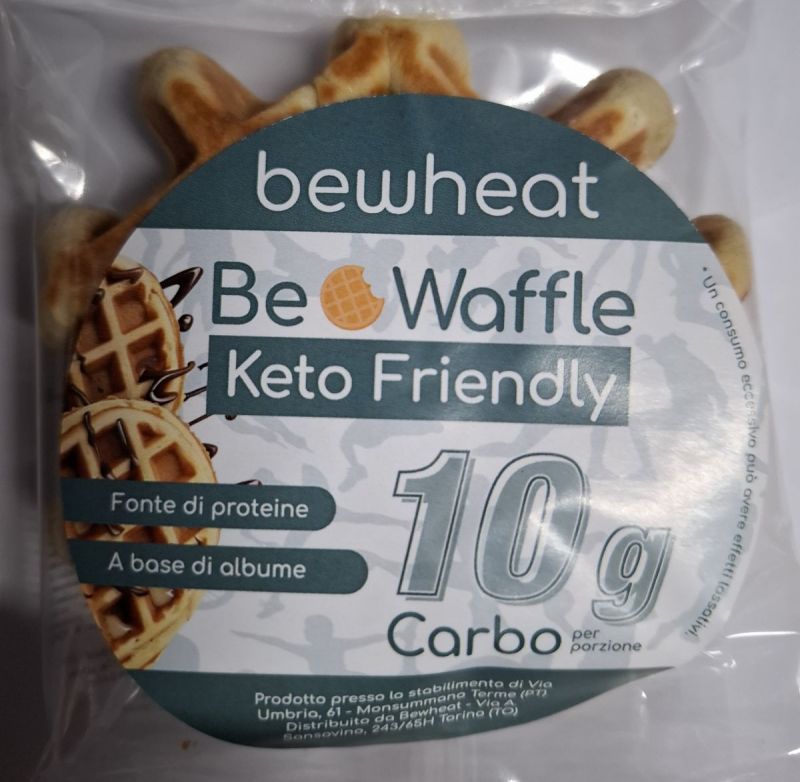 bewheat
Be Waffle
Keto Friendly
Fonte di proteine
A base di albume
10g
Carbo per porzione
• Un consumo eccessivo può avere effetti lassativi.
Prodotto presso lo stabilimento di Via
Umbria, 61 - Monsummano Terme (PT)
Distribuito da Bewheat - Via A.
Sansovino, 243/65H Torino (TO)